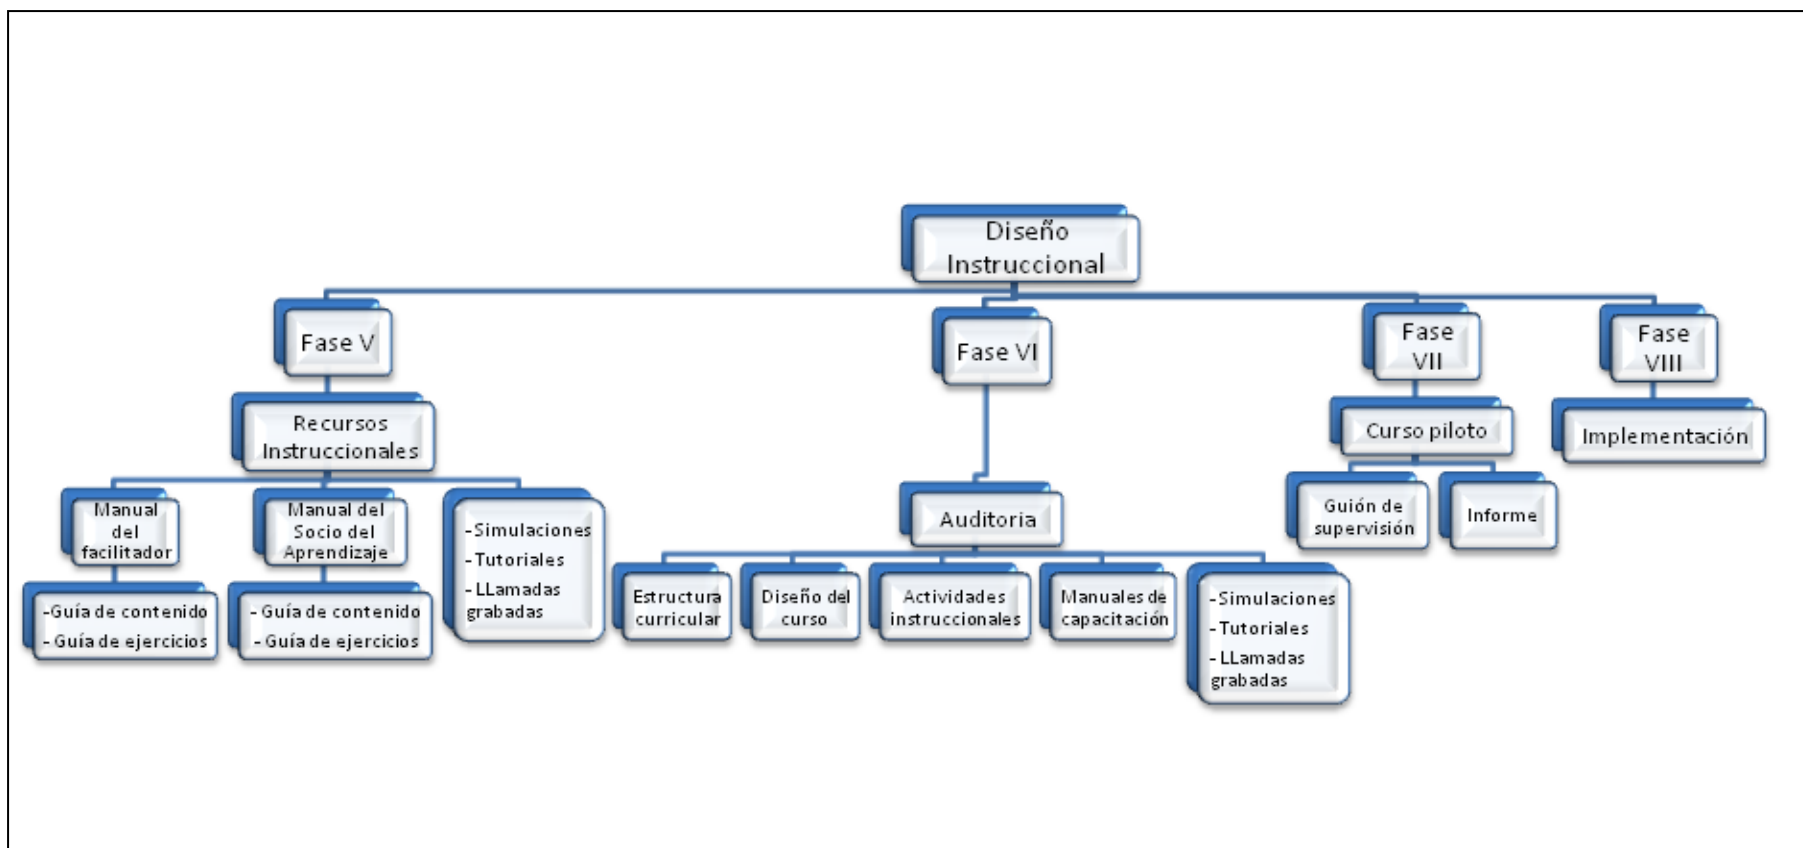 Diseño
Instruccional
Fase V
Fase VI
Fase
VII
Fase
VIII
Recursos
Instruccionales
Curso piloto
Implementación
Manual
del
facilitador
Manual del
Socio del
Aprendizaje
-Simulaciones
-Tutoriales
-LLamadas
grabadas
Auditoria
Guión de
supervisión
Informe
-Guía de contenido
-Guía de ejercicios
-Guía de contenido
-Guía de ejercicios
Estructura
curricular
Diseño del
curso
Actividades
instruccionales
Manuales de
capacitación
-Simulaciones
-Tutoriales
-LLamadas
grabadas